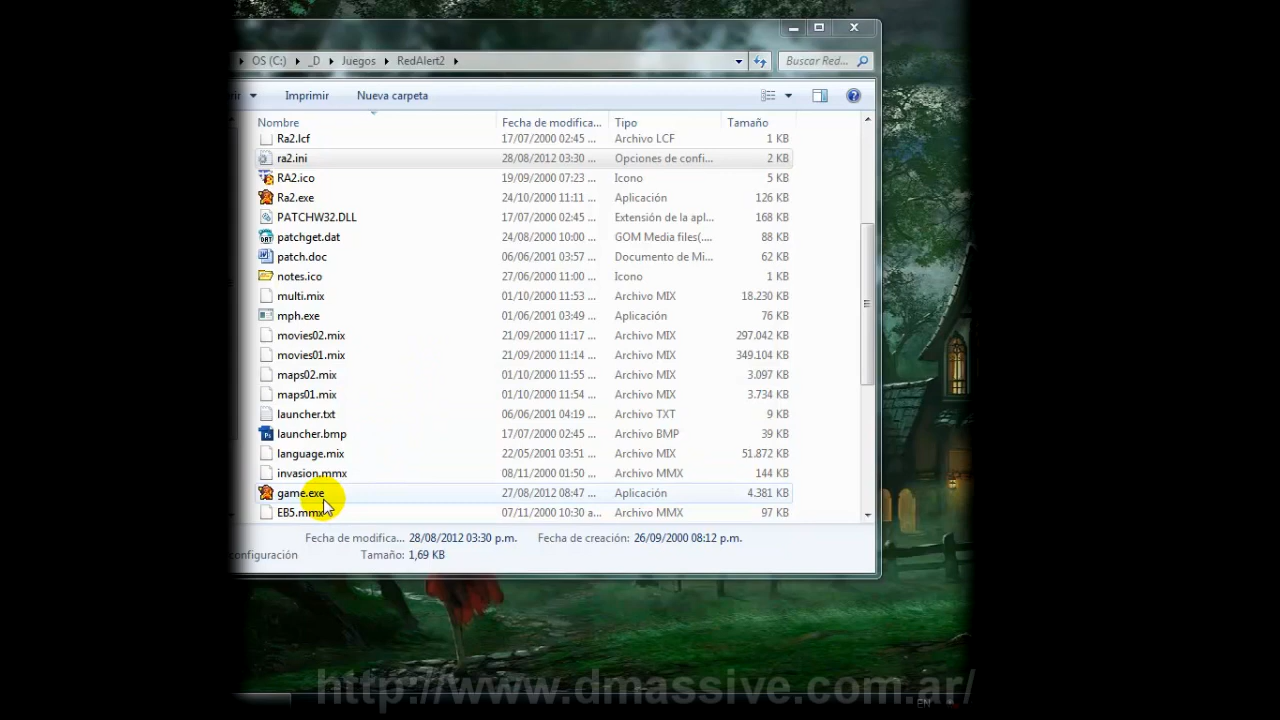 OS (C:) _D Juegos RedAlert2 Buscar Red...
Imprimir Nueva carpeta
Nombre Fecha de modifica... Tipo Tamaño
Ra2.lcf 17/07/2000 02:45 ... Archivo LCF 1 KB
ra2.ini 28/08/2012 03:30 ... Opciones de confi... 2 KB
RA2.ico 19/09/2000 07:23 ... Icono 5 KB
Ra2.exe 24/10/2000 11:11 ... Aplicación 126 KB
PATCHW32.DLL 17/07/2000 02:45 ... Extensión de la apl... 168 KB
patchget.dat 24/08/2000 10:00 ... GOM Media files(.... 88 KB
patch.doc 06/06/2001 03:57 ... Documento de Mi... 62 KB
notes.ico 27/06/2000 11:00 ... Icono 1 KB
multi.mix 01/10/2000 11:53 ... Archivo MIX 18.230 KB
mph.exe 01/06/2001 03:49 ... Aplicación 76 KB
movies02.mix 21/09/2000 11:17 ... Archivo MIX 297.042 KB
movies01.mix 21/09/2000 11:14 ... Archivo MIX 349.104 KB
maps02.mix 01/10/2000 11:55 ... Archivo MIX 3.097 KB
maps01.mix 01/10/2000 11:54 ... Archivo MIX 3.734 KB
launcher.txt 06/06/2001 04:19 ... Archivo TXT 9 KB
launcher.bmp 17/07/2000 02:45 ... Archivo BMP 39 KB
language.mix 22/05/2001 03:51 ... Archivo MIX 51.872 KB
invasion.mmx 08/11/2000 01:50 ... Archivo MMX 144 KB
game.exe 27/08/2012 08:47 ... Aplicación 4.381 KB
EB5.mmx 07/11/2000 10:30 a... Archivo MMX 97 KB
Fecha de modifica... 28/08/2012 03:30 p.m. Fecha de creación: 26/09/2000 08:12 p.m.
configuración Tamaño: 1,69 KB
http://www.dmassive.com.ar/
EN